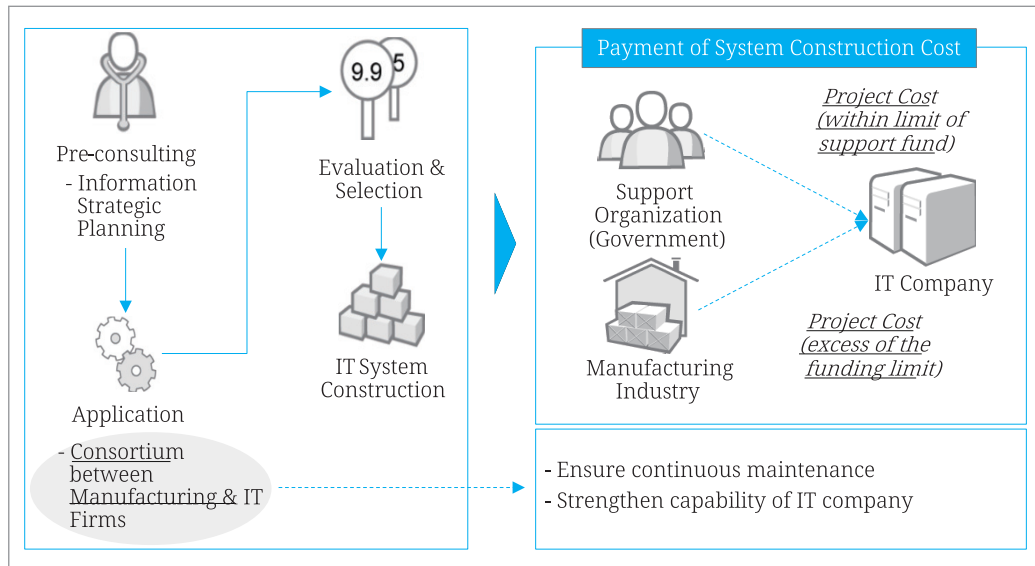 Pre-consulting
- Information
Strategic
Planning
Application
- Consortium
between
Manufacturing & IT
Firms
9.9
5
Evaluation &
Selection
IT System
Construction
Payment of System Construction Cost
Support
Organization
(Government)
Manufacturing
Industry
Project Cost
(within limit of
support fund)
IT Company
Project Cost
(excess of the
funding limit)
- Ensure continuous maintenance
- Strengthen capability of IT company